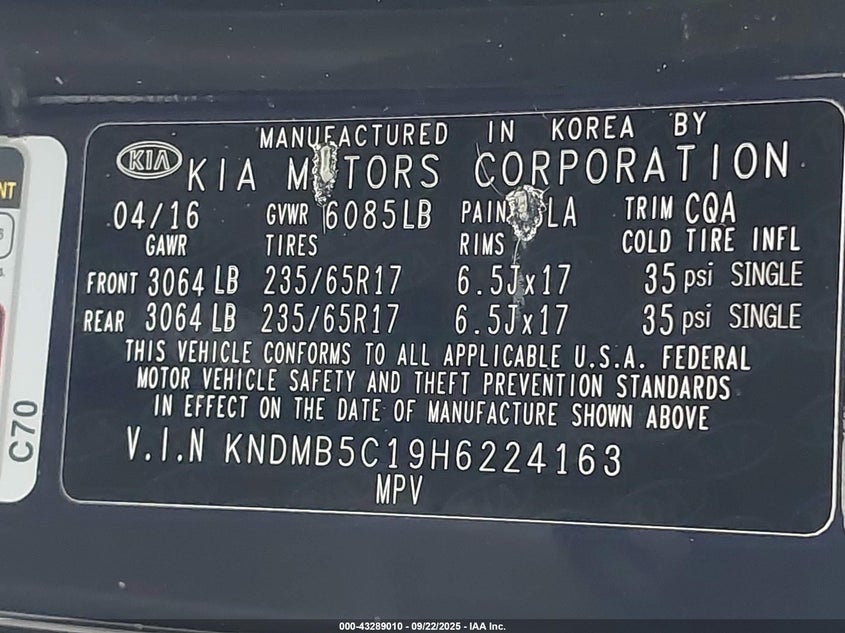 MANUFACTURED IN KOREA BY
KIA KIA MOTORS CORPORATION
04/16 GVWR 6085LB PAINT LA TRIM CQA
GAWR TIRES RIMS COLD TIRE INFL
FRONT 3064 LB 235/65R17 6.5Jx17 35 psi SINGLE
REAR 3064 LB 235/65R17 6.5Jx17 35 psi SINGLE
THIS VEHICLE CONFORMS TO ALL APPLICABLE U.S.A. FEDERAL
MOTOR VEHICLE SAFETY AND THEFT PREVENTION STANDARDS
IN EFFECT ON THE DATE OF MANUFACTURE SHOWN ABOVE
V.I.N KNDMB5C19H6224163
MPV
C70
000-43289010 - 09/22/2025 - IAA Inc.